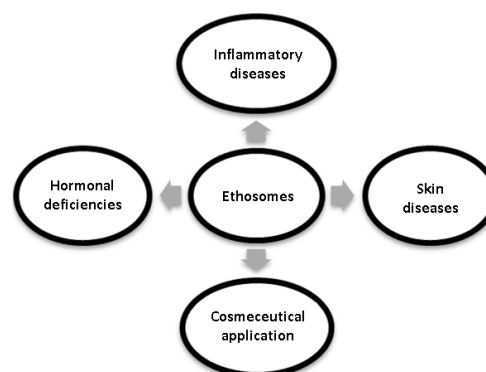 Inflammatory
diseases
Hormonal
deficiencies
Ethosomes
Skin
diseases
Cosmeceutical
application